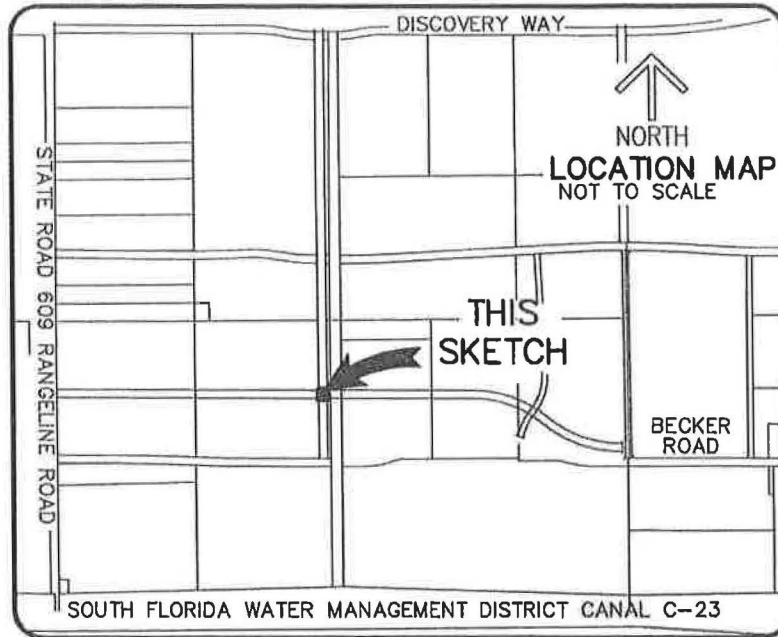 DISCOVERY WAY
NORTH
LOCATION MAP
NOT TO SCALE
STATE ROAD 609 RANGELINE ROAD
THIS
SKETCH
BECKER
ROAD
SOUTH FLORIDA WATER MANAGEMENT DISTRICT CANAL C-23